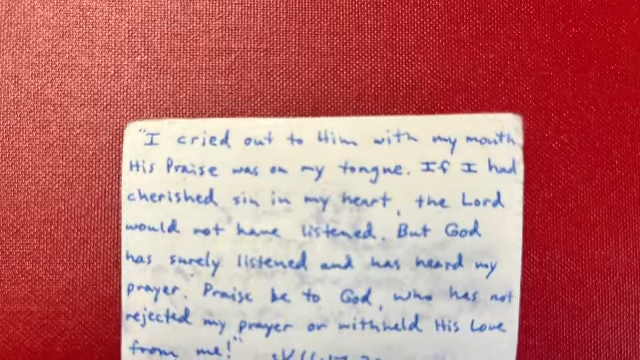 "I cried out to Him with my mouth
His Praise was on my tongue. If I had
cherished sin in my heart, the Lord
would not have listened. But God
has surely listened and has heard my
prayer. Praise be to God, who has not
rejected my prayer or withheld His Love
from me!"